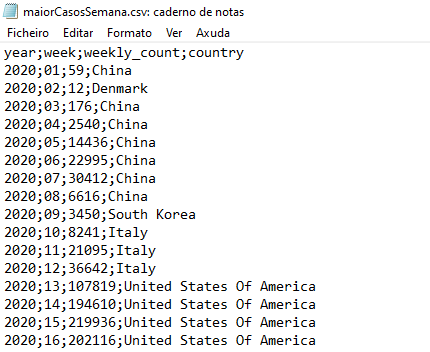 maiorCasosSemana.csv: caderno de notas
Ficheiro Editar Formato Ver Ajuda
year;week;weekly_count;country
2020;01;59;China
2020;02;12;Denmark
2020;03;176;China
2020;04;2540;China
2020;05;14436;China
2020;06;22995;China
2020;07;30412;China
2020;08;6616;China
2020;09;3450;South Korea
2020;10;8241;Italy
2020;11;21095;Italy
2020;12;36642;Italy
2020;13;107819;United States Of America
2020;14;194610;United States Of America
2020;15;219936;United States Of America
2020;16;202116;United States Of America